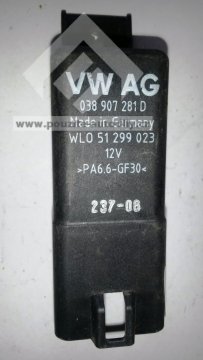 VW AG
038 907 281 D
Made in Germany
WLO 51 299 023
12V
>PA6.6-GF30<
237-08